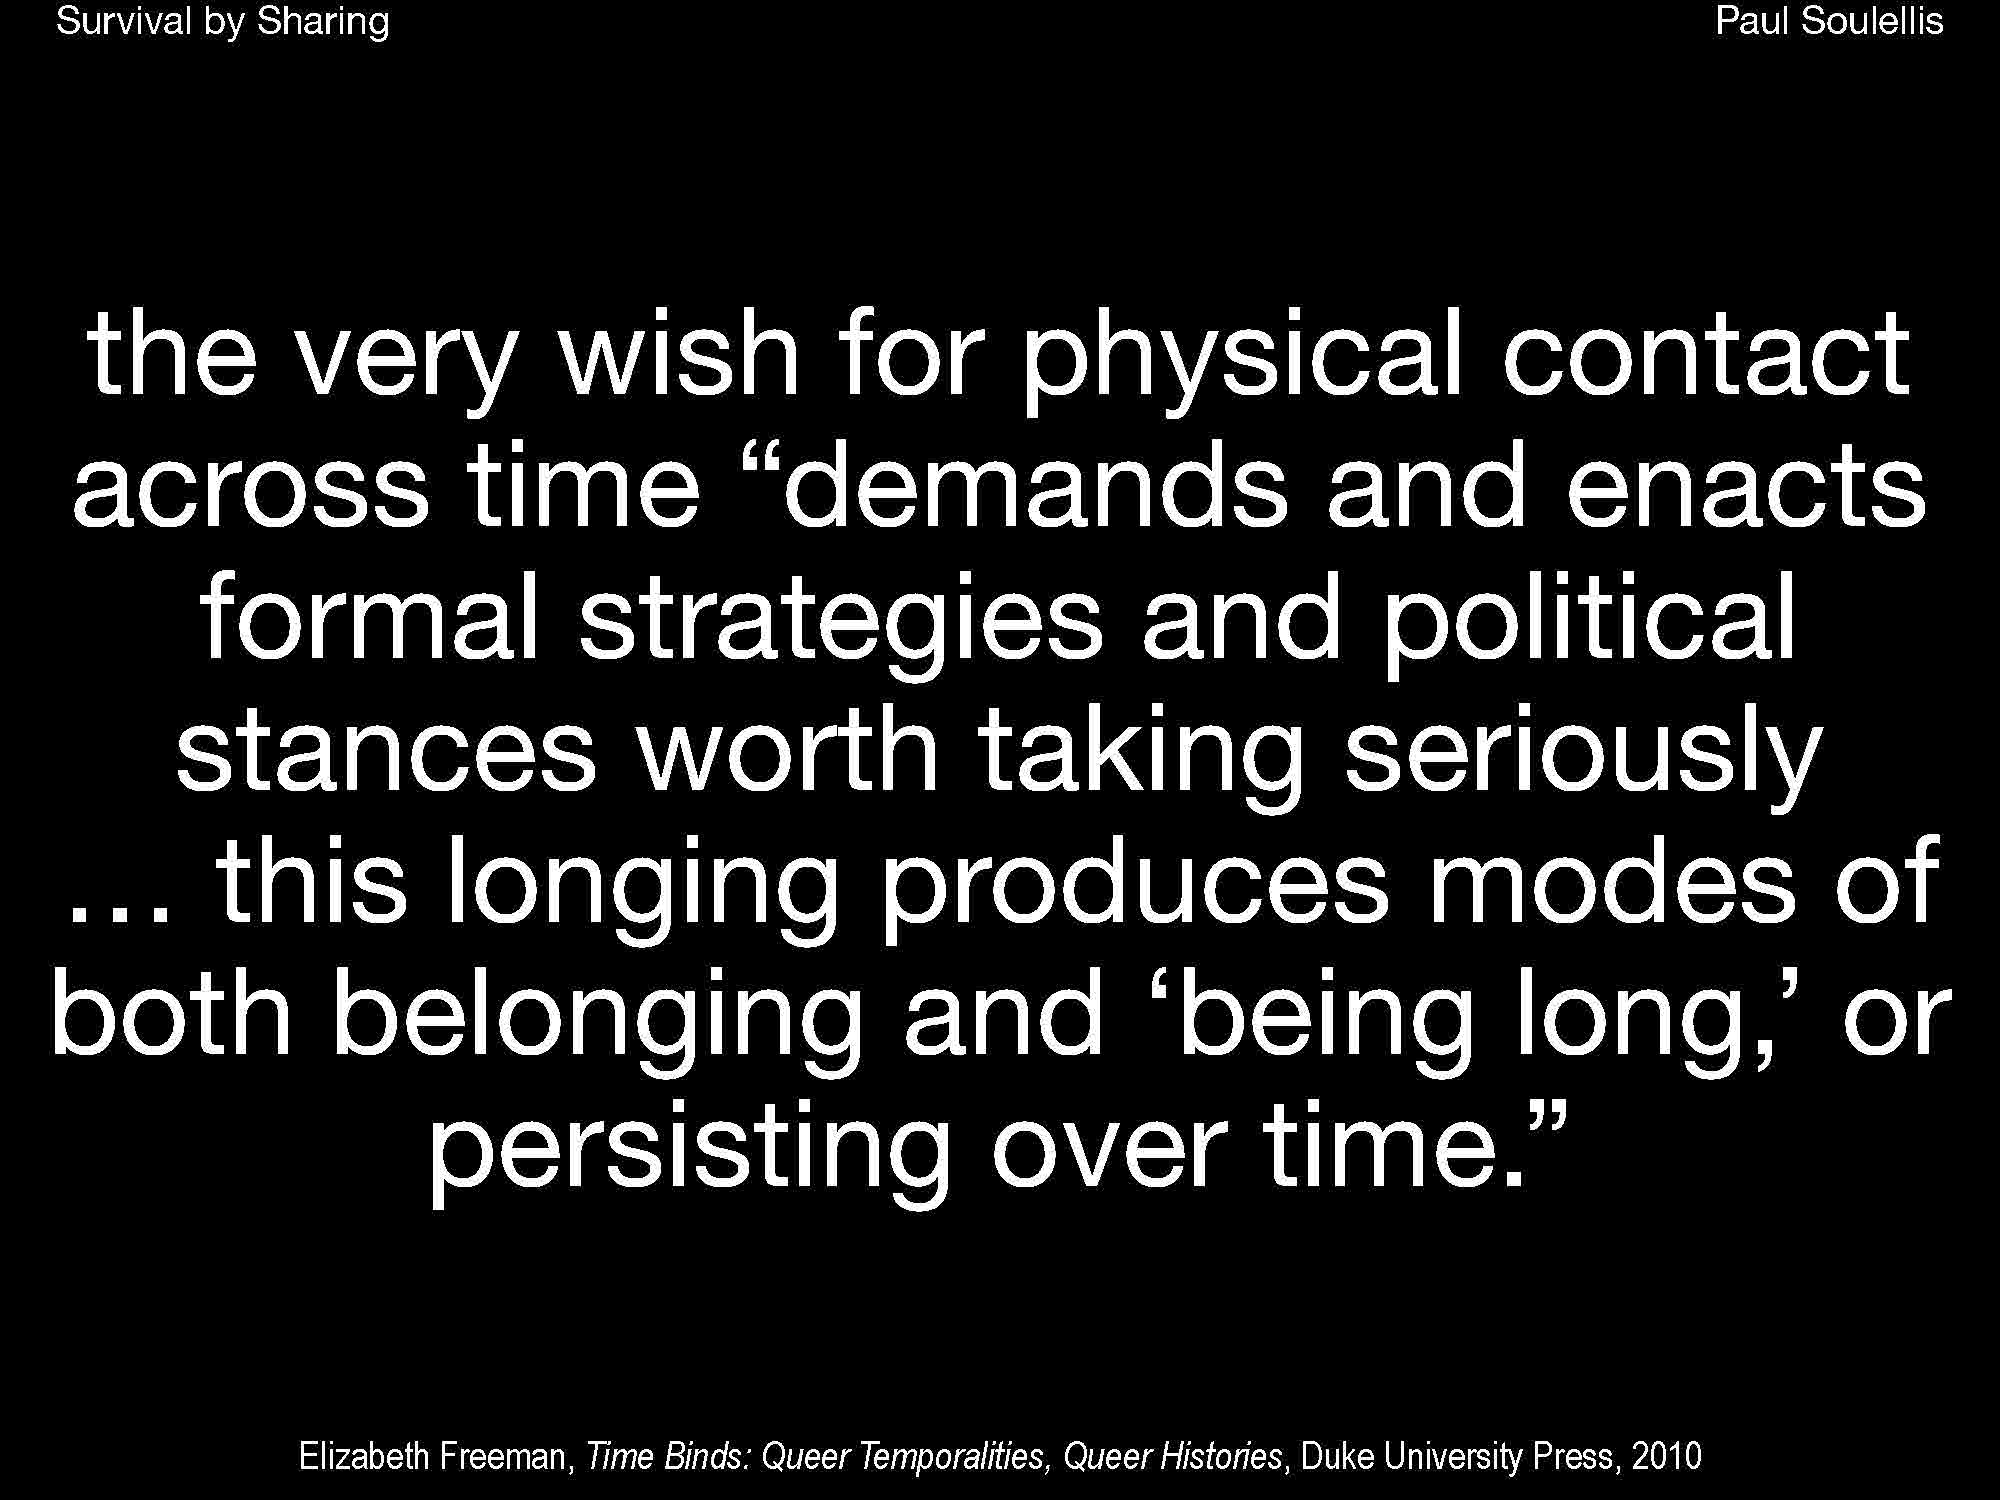 Survival by Sharing
Paul Soulellis
the very wish for physical contact
across time “demands and enacts
formal strategies and political
stances worth taking seriously
… this longing produces modes of
both belonging and ‘being long,’ or
persisting over time.”
Elizabeth Freeman, Time Binds: Queer Temporalities, Queer Histories, Duke University Press, 2010